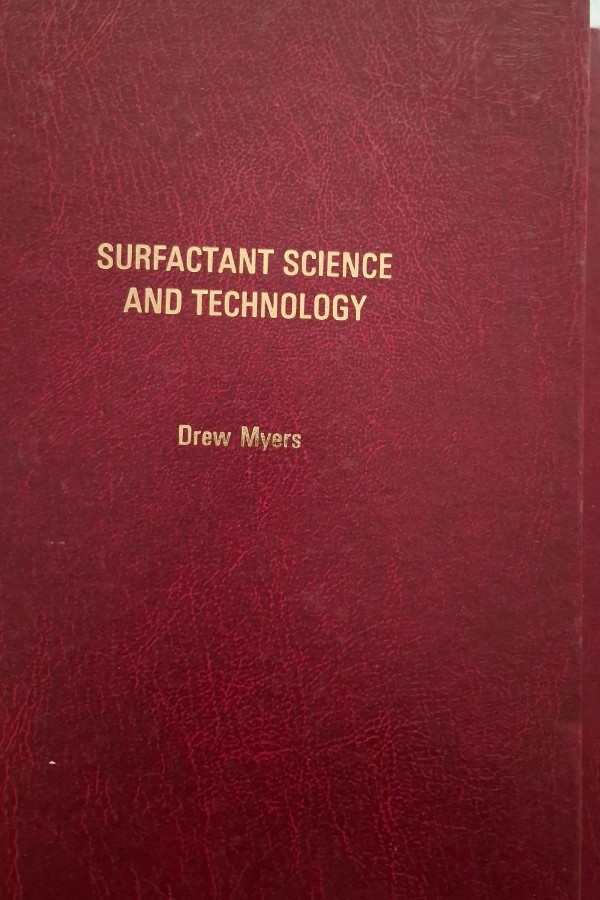 SURFACTANT SCIENCE
AND TECHNOLOGY
Drew Myers